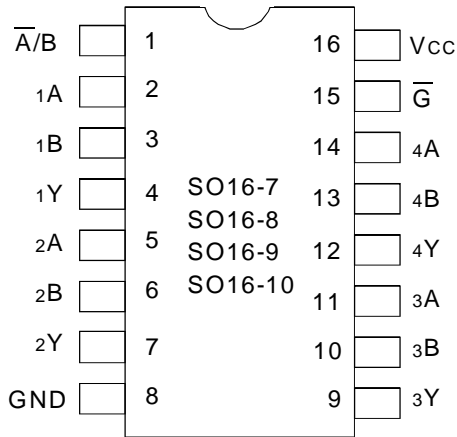 A̅/B 1 16 Vcc
1A 2 15 G̅
1B 3 14 4A
1Y 4 SO16-7 13 4B
2A 5 SO16-8 12 4Y
2B 6 SO16-9 11 3A
2Y 7 SO16-10 10 3B
GND 8 9 3Y